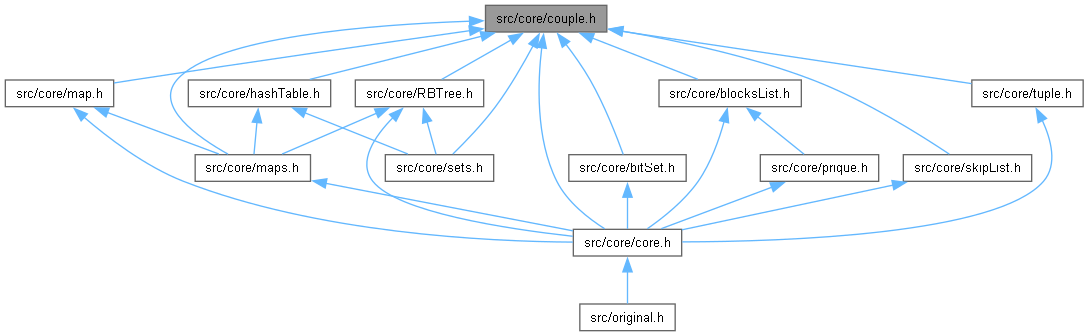 src/core/couple.h
src/core/map.h
src/core/hashTable.h
src/core/RBTree.h
src/core/blocksList.h
src/core/tuple.h
src/core/maps.h
src/core/sets.h
src/core/bitSet.h
src/core/prique.h
src/core/skipList.h
src/core/core.h
src/original.h